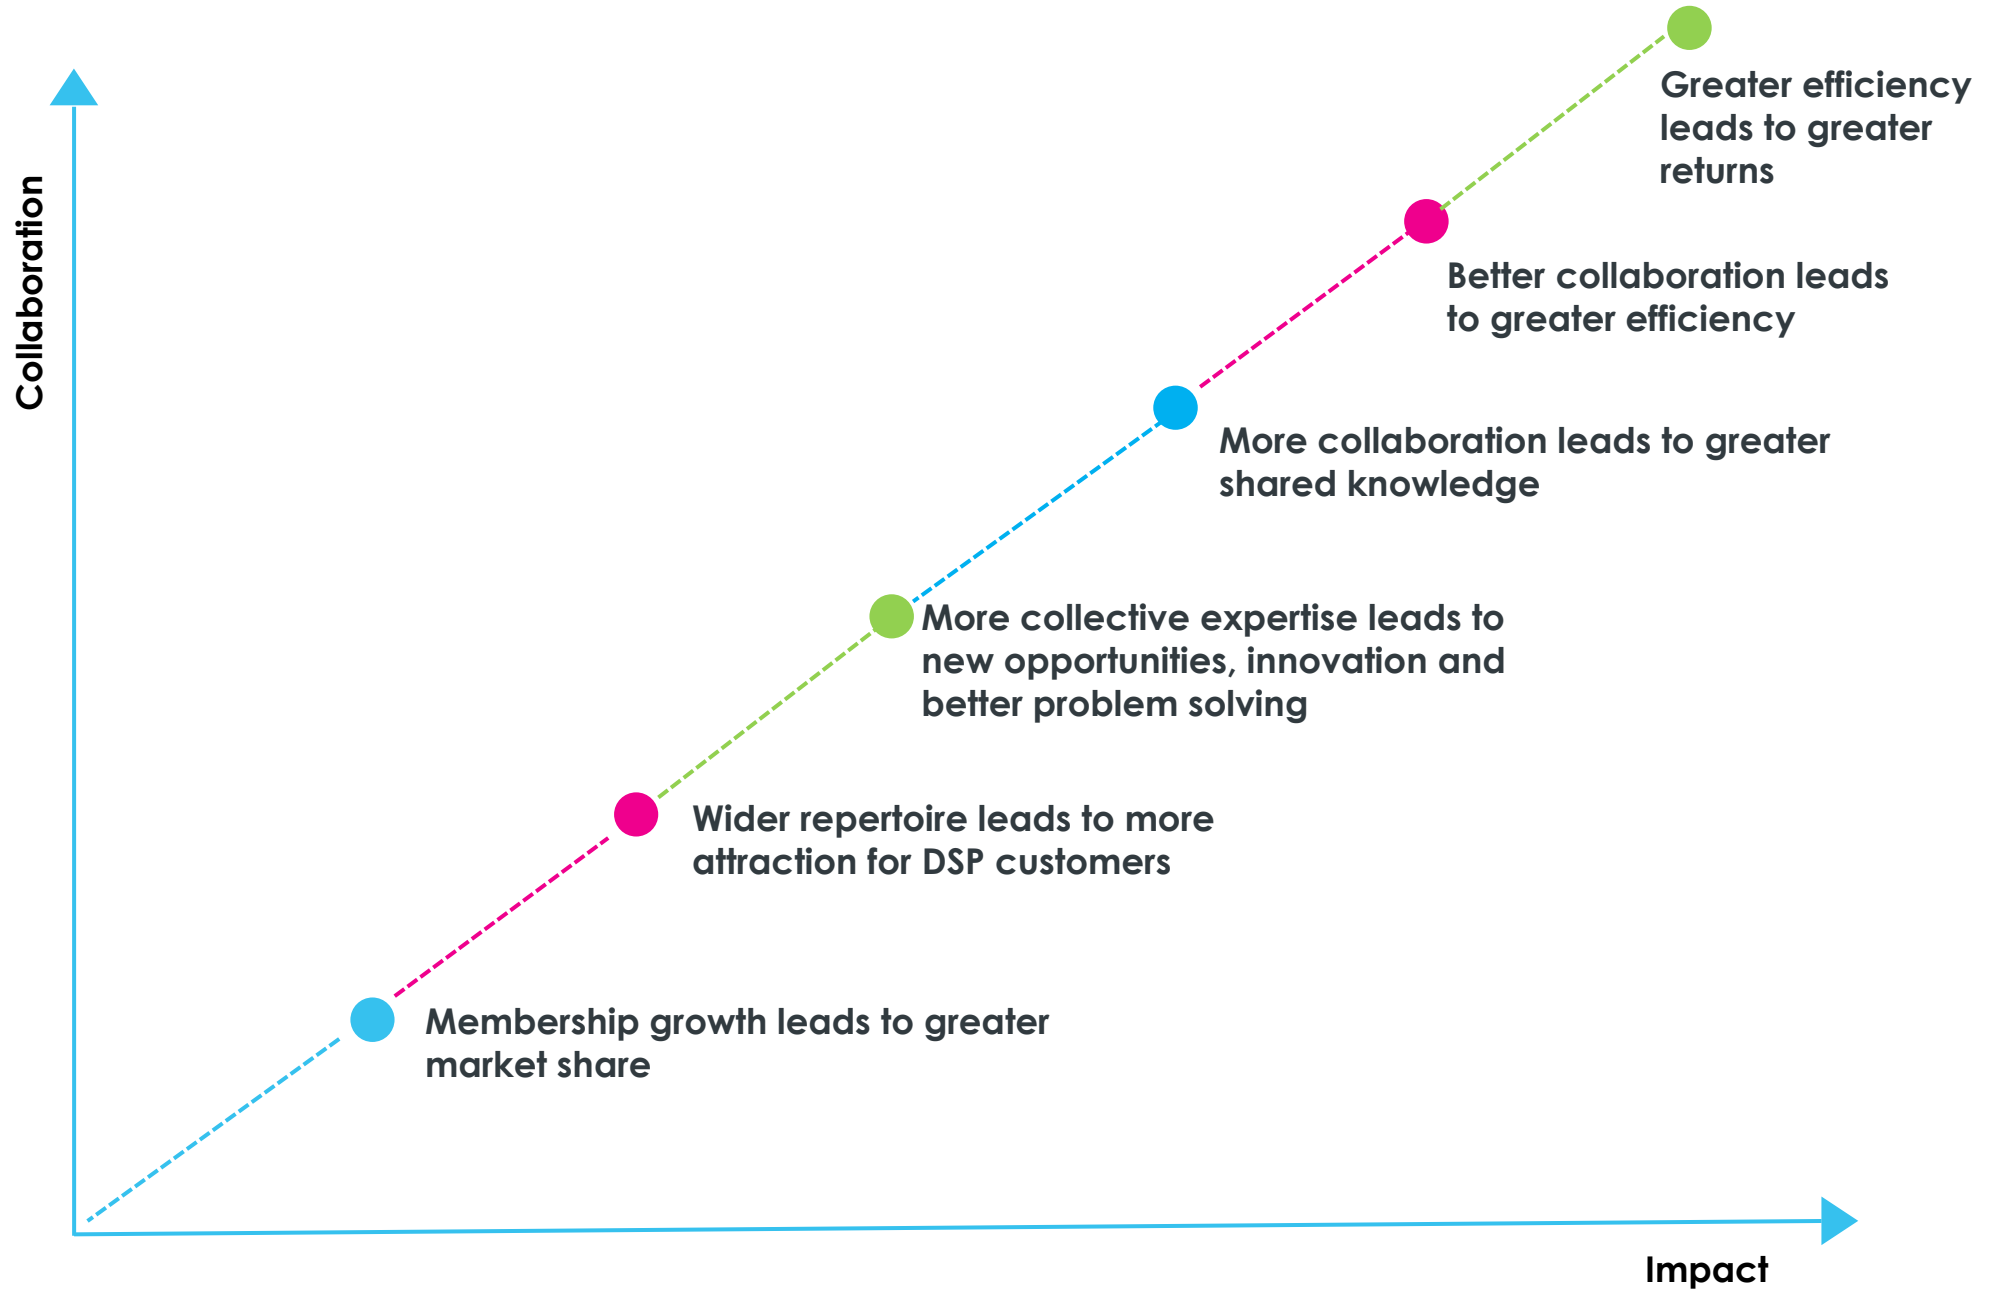 Collaboration
Greater efficiency
leads to greater
returns
Better collaboration leads
to greater efficiency
More collaboration leads to greater
shared knowledge
More collective expertise leads to
new opportunities, innovation and
better problem solving
Wider repertoire leads to more
attraction for DSP customers
Membership growth leads to greater
market share
Impact